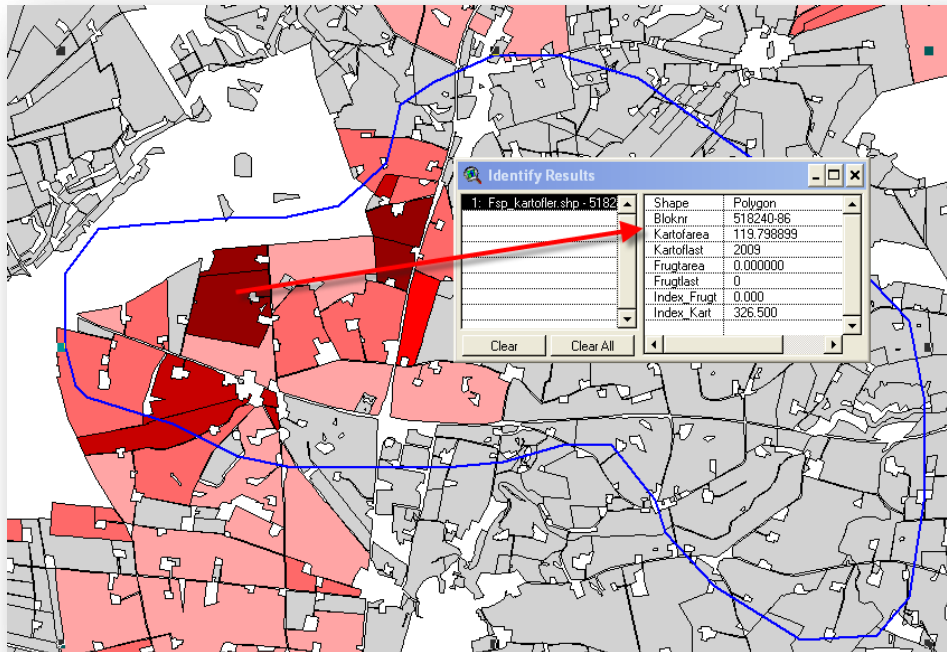 Identify Results
1: Fsp_kartofler.shp - 5182
Shape Polygon
Bloknr 518240-86
Kartofarea 119.798899
Kartoflast 2009
Frugtarea 0.000000
Frugtlast 0
Index_Frugt 0.000
Index_Kart 326.500
Clear Clear All